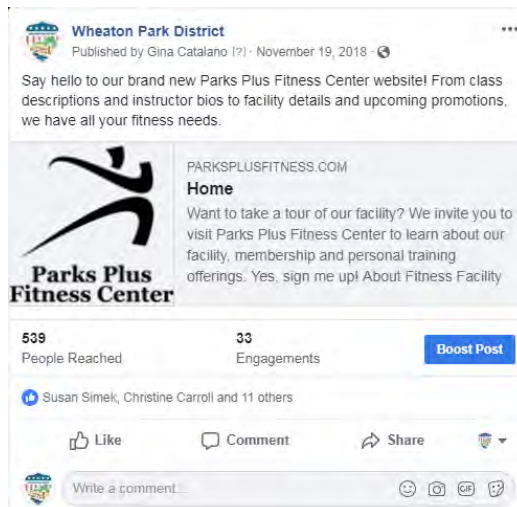 Wheaton Park District
Published by Gina Catalano [?] · November 19, 2018 ·
Say hello to our brand new Parks Plus Fitness Center website! From class
descriptions and instructor bios to facility details and upcoming promotions,
we have all your fitness needs.
Parks Plus
Fitness Center
PARKSPLUSFITNESS.COM
Home
Want to take a tour of our facility? We invite you to
visit Parks Plus Fitness Center to learn about our
facility, membership and personal training
offerings. Yes, sign me up! About Fitness Facility
539
People Reached
33
Engagements
Boost Post
Susan Simek, Christine Carroll and 11 others
Like
Comment
Share
Write a comment...
GIF